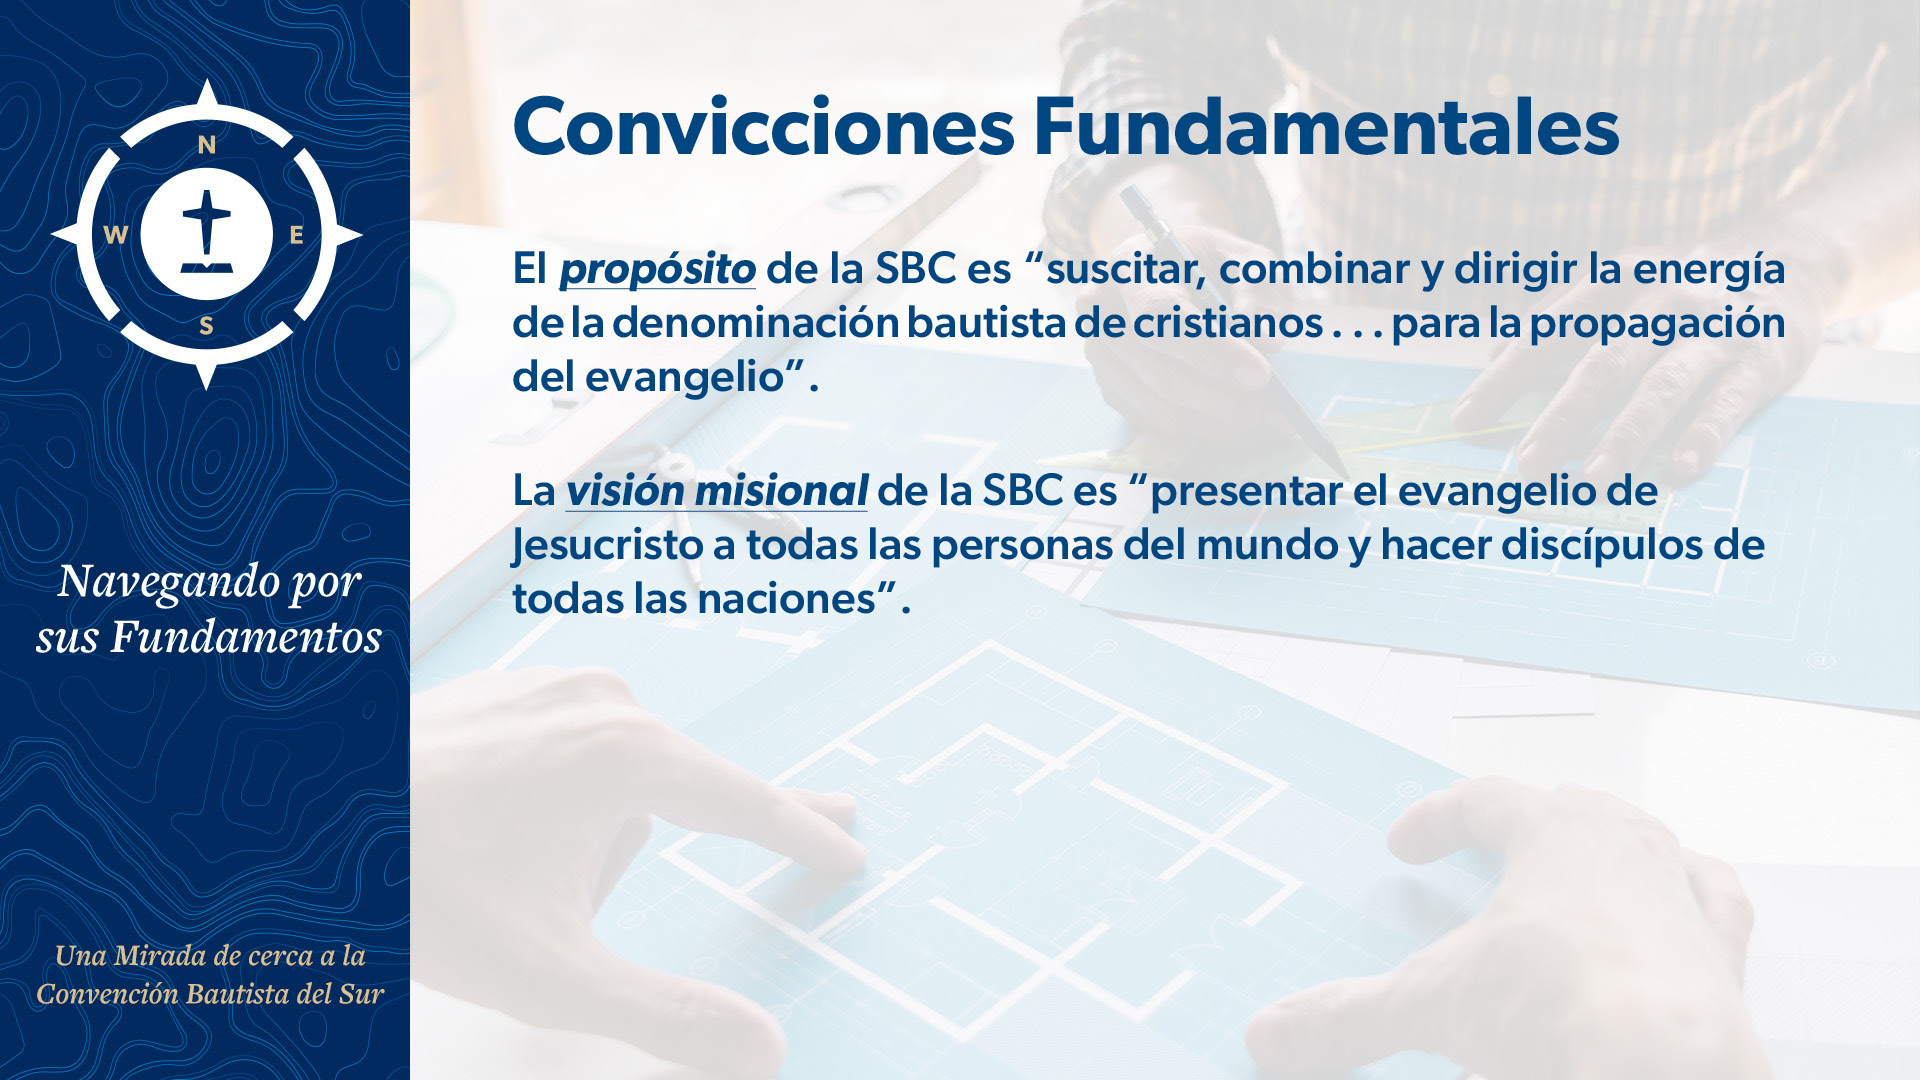 N
W
E
S
Navegando por
sus Fundamentos
Una Mirada de cerca a la
Convención Bautista del Sur
Convicciones Fundamentales
El propósito de la SBC es “suscitar, combinar y dirigir la energía
de la denominación bautista de cristianos . . . para la propagación
del evangelio”.
La visión misional de la SBC es “presentar el evangelio de
Jesucristo a todas las personas del mundo y hacer discípulos de
todas las naciones”.